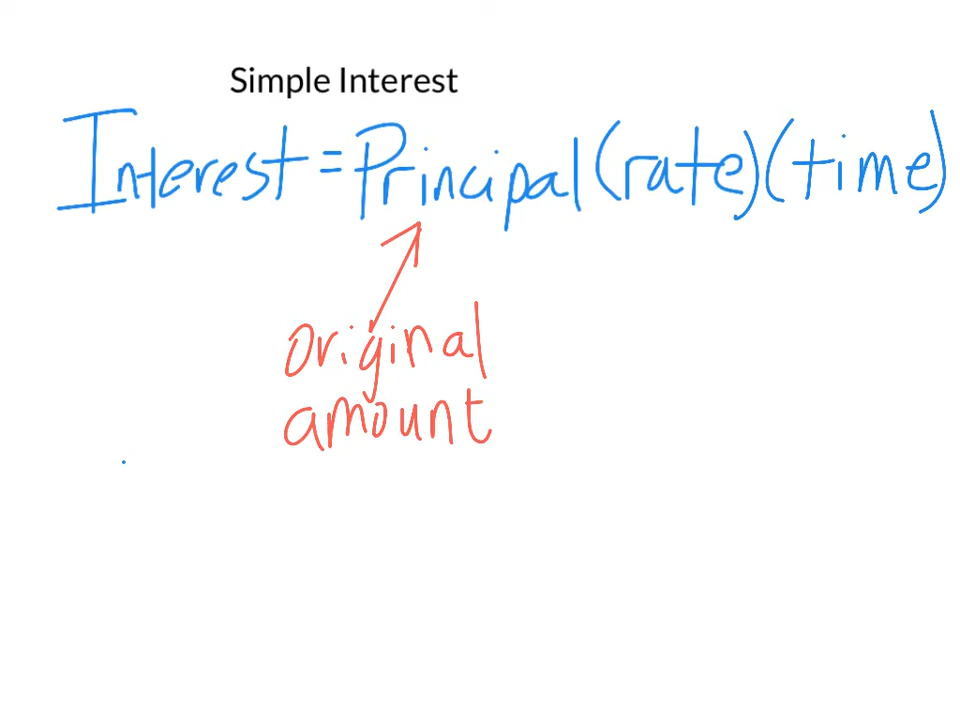 Simple Interest
Interest = Principal (rate) (time)
original
amount